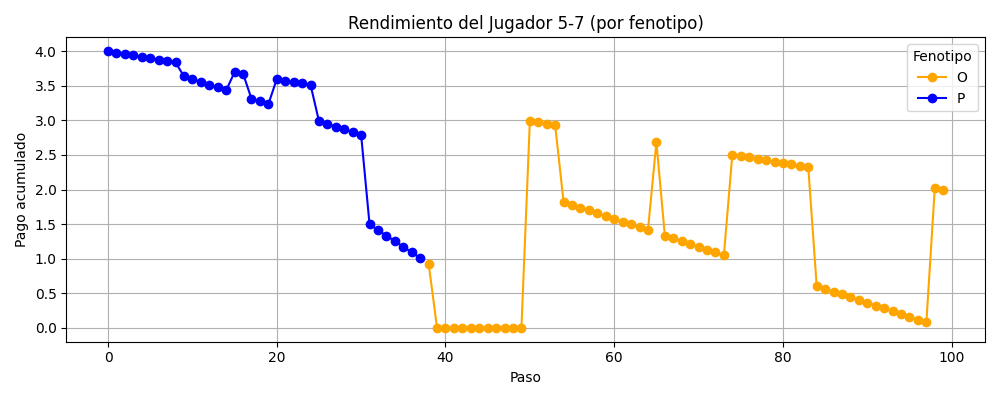 Rendimiento del Jugador 5-7 (por fenotipo)
Pago acumulado
4.0
3.5
3.0
2.5
2.0
1.5
1.0
0.5
0.0
Fenotipo
O
P
0 20 40 60 80 100
Paso